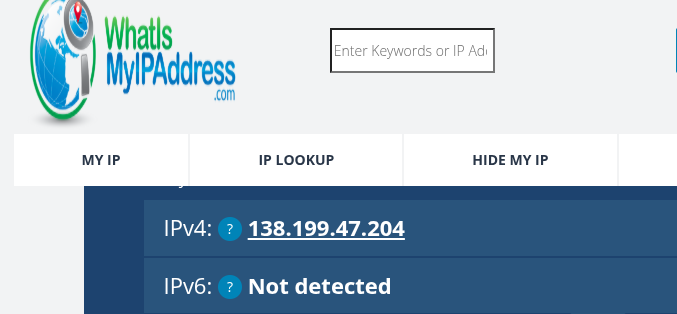 WhatIs
MyIPAddress
.com
Enter Keywords or IP Ad
MY IP
IP LOOKUP
HIDE MY IP
IPv4: ? 138.199.47.204
IPv6: ? Not detected